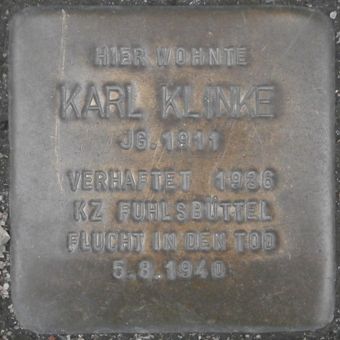 HIER WOHNTE
KARL KLINKE
JG. 1911
VERHAFTET 1936
KZ FUHLSBÜTTEL
FLUCHT IN DEN TOD
5.8.1940